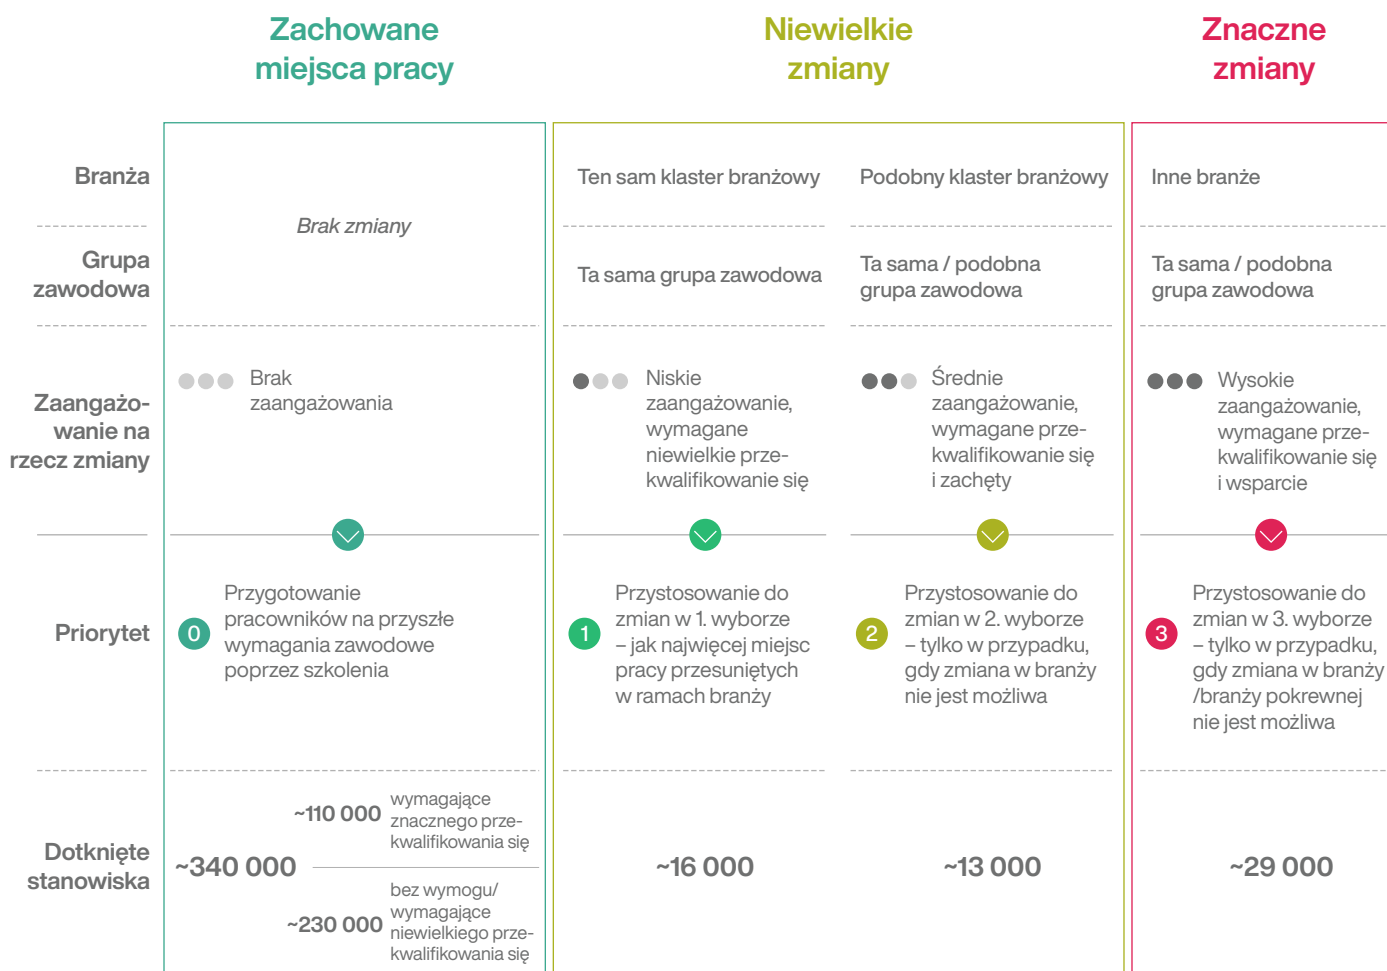 Zachowane
miejsca pracy
Niewielkie
zmiany
Znaczne
zmiany
Branża
Brak zmiany
Ten sam klaster branżowy
Podobny klaster branżowy
Inne branże
Grupa
zawodowa
Ta sama grupa zawodowa
Ta sama / podobna
grupa zawodowa
Ta sama / podobna
grupa zawodowa
Zaangażo-
wanie na
rzecz zmiany
Brak
zaangażowania
Niskie
zaangażowanie,
wymagane
niewielkie prze-
kwalifikowanie się
Średnie
zaangażowanie,
wymagane prze-
kwalifikowanie się
i zachęty
Wysokie
zaangażowanie,
wymagane prze-
kwalifikowanie się
i wsparcie
Priorytet
0
Przygotowanie
pracowników na przyszłe
wymagania zawodowe
poprzez szkolenia
1
Przystosowanie do
zmian w 1. wyborze
– jak najwięcej miejsc
pracy przesuniętych
w ramach branży
2
Przystosowanie do
zmian w 2. wyborze
– tylko w przypadku,
gdy zmiana w branży
nie jest możliwa
3
Przystosowanie do
zmian w 3. wyborze
– tylko w przypadku,
gdy zmiana w branży
/branży pokrewnej
nie jest możliwa
Dotknięte
stanowiska
~340 000
~110 000
wymagające
znacznego prze-
kwalifikowania się
~230 000
bez wymogu/
wymagające
niewielkiego prze-
kwalifikowania się
~16 000
~13 000
~29 000